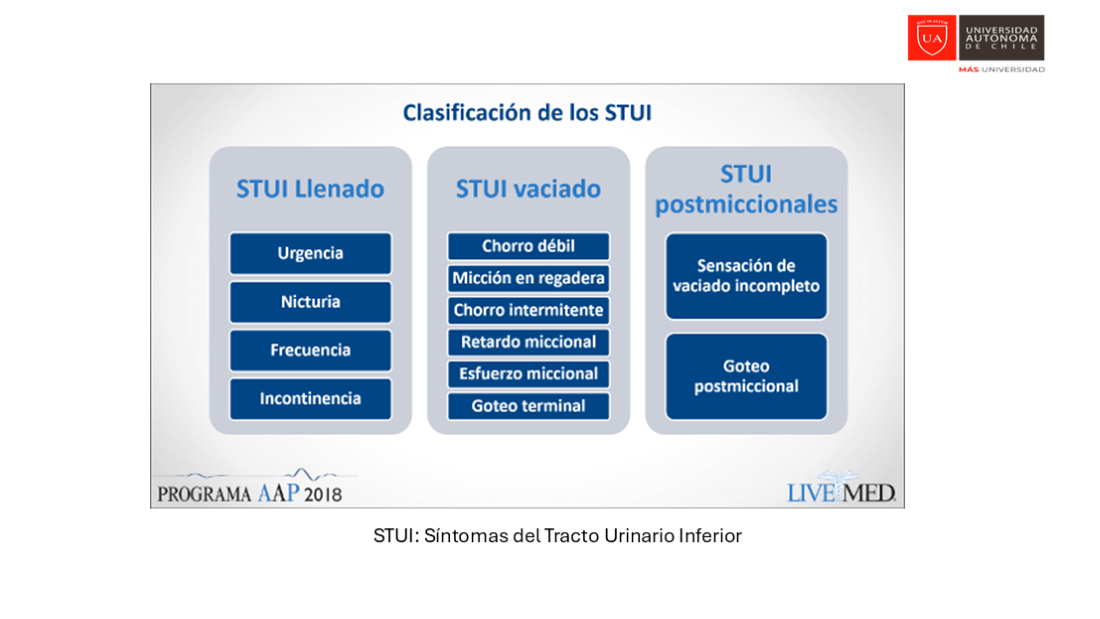 UA
UNIVERSIDAD
AUTONOMA
DE CHILE
MÁS UNIVERSIDAD
Clasificación de los STUI
STUI Llenado
Urgencia
Nicturia
Frecuencia
Incontinencia
STUI vaciado
Chorro débil
Micción en regadera
Chorro intermitente
Retardo miccional
Esfuerzo miccional
Goteo terminal
STUI
postmiccionales
Sensación de
vaciado incompleto
Goteo
postmiccional
PROGRAMA AAP 2018
LIVE MED.
STUI: Síntomas del Tracto Urinario Inferior